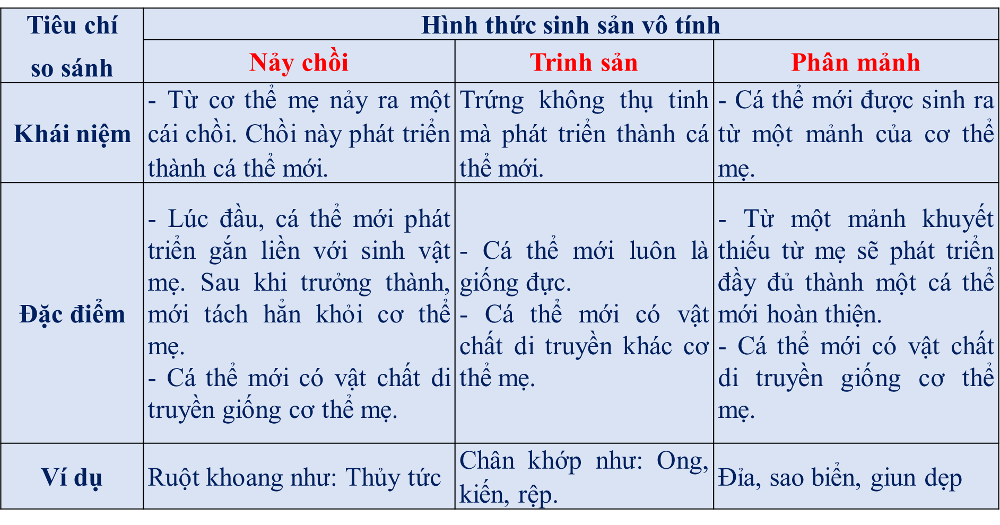 Tiêu chí
so sánh
Hình thức sinh sản vô tính
Nảy chồi
Trinh sản
Phân mảnh
Khái niệm
- Từ cơ thể mẹ nảy ra một
cái chồi. Chồi này phát triển
thành cá thể mới.
Trứng không thụ tinh
mà phát triển thành cá
thể mới.
- Cá thể mới được sinh ra
từ một mảnh của cơ thể
mẹ.
Đặc điểm
- Lúc đầu, cá thể mới phát
triển gắn liền với sinh vật
mẹ. Sau khi trưởng thành,
mới tách hẳn khỏi cơ thể
mẹ.
- Cá thể mới có vật chất di
truyền giống cơ thể mẹ.
- Cá thể mới luôn là
giống đực.
- Cá thể mới có vật
chất di truyền khác cơ
thể mẹ.
- Từ một mảnh khuyết
thiếu từ mẹ sẽ phát triển
đầy đủ thành một cá thể
mới hoàn thiện.
- Cá thể mới có vật chất
di truyền giống cơ thể
mẹ.
Ví dụ
Ruột khoang như: Thủy tức
Chân khớp như: Ong,
kiến, rệp.
Đỉa, sao biển, giun dẹp